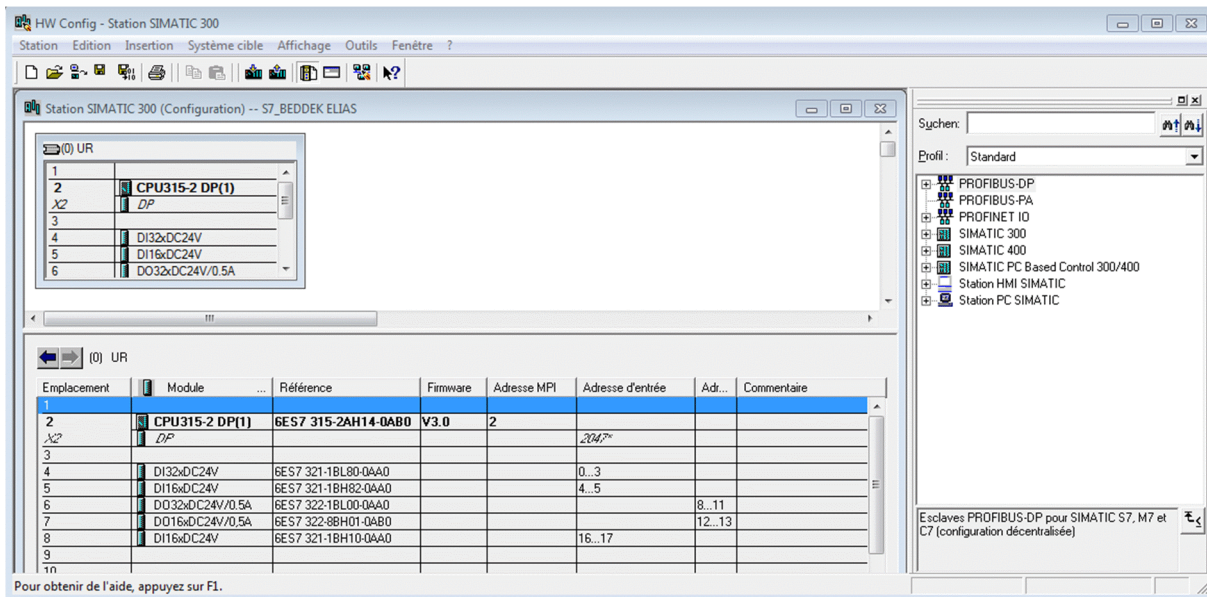 HW Config - Station SIMATIC 300
Station Edition Insertion Système cible Affichage Outils Fenêtre ?
Station SIMATIC 300 (Configuration) -- S7_BEDDEK ELIAS
(0) UR
1
2 CPU315-2 DP(1)
X2 DP
3
4 DI32xDC24V
5 DI16xDC24V
6 DO32xDC24V/0.5A
(0) UR
Emplacement Module ... Référence Firmware Adresse MPI Adresse d'entrée Adr... Commentaire
1
2 CPU315-2 DP(1) 6ES7 315-2AH14-0AB0 V3.0 2
X2 DP 2047*
3
4 DI32xDC24V 6ES7 321-1BL80-0AA0 0...3
5 DI16xDC24V 6ES7 321-1BH82-0AA0 4...5
6 DO32xDC24V/0.5A 6ES7 322-1BL00-0AA0 8...11
7 DO16xDC24V/0,5A 6ES7 322-8BH01-0AB0 12...13
8 DI16xDC24V 6ES7 321-1BH10-0AA0 16...17
9
10
Suchen:
Profil : Standard
PROFIBUS-DP
PROFIBUS-PA
PROFINET IO
SIMATIC 300
SIMATIC 400
SIMATIC PC Based Control 300/400
Station HMI SIMATIC
Station PC SIMATIC
Esclaves PROFIBUS-DP pour SIMATIC S7, M7 et
C7 (configuration décentralisée)
Pour obtenir de l'aide, appuyez sur F1.